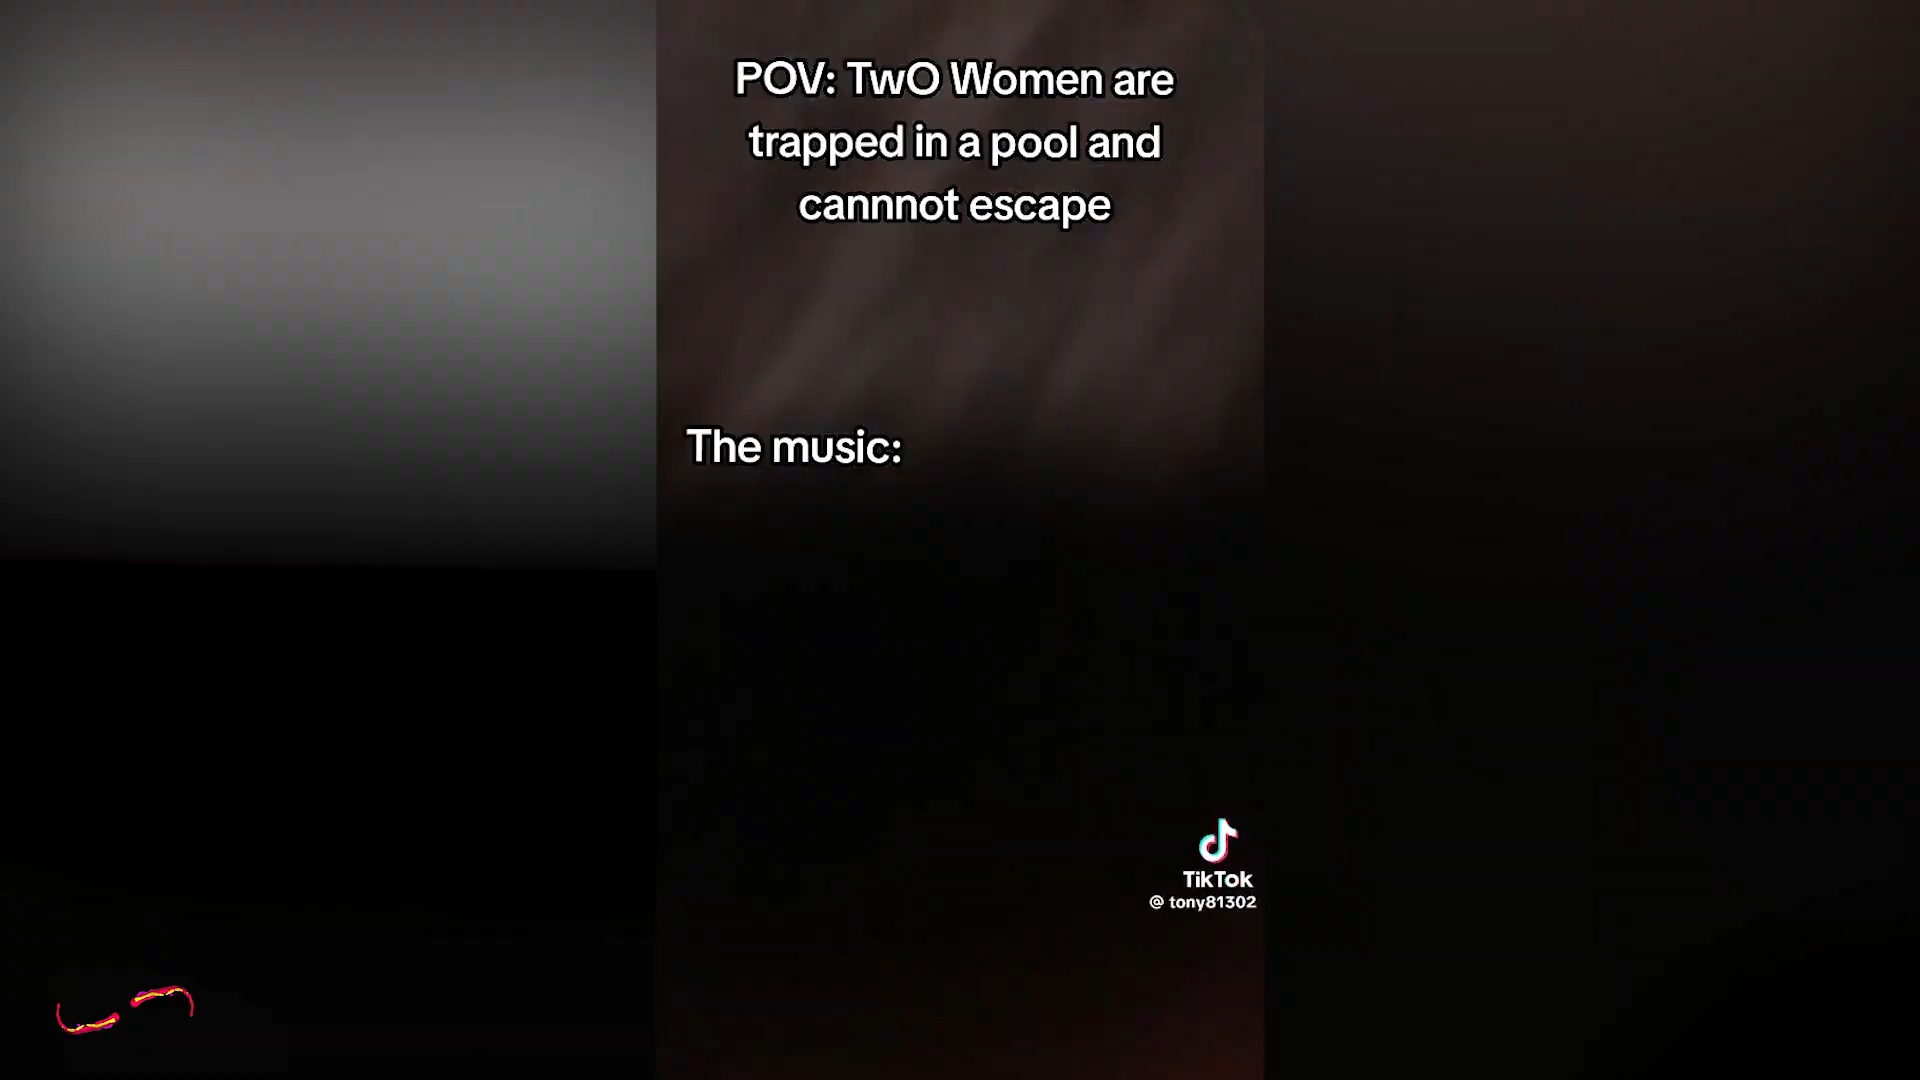 POV: TwO Women are
trapped in a pool and
cannnot escape
The music:
TikTok
@ tony81302